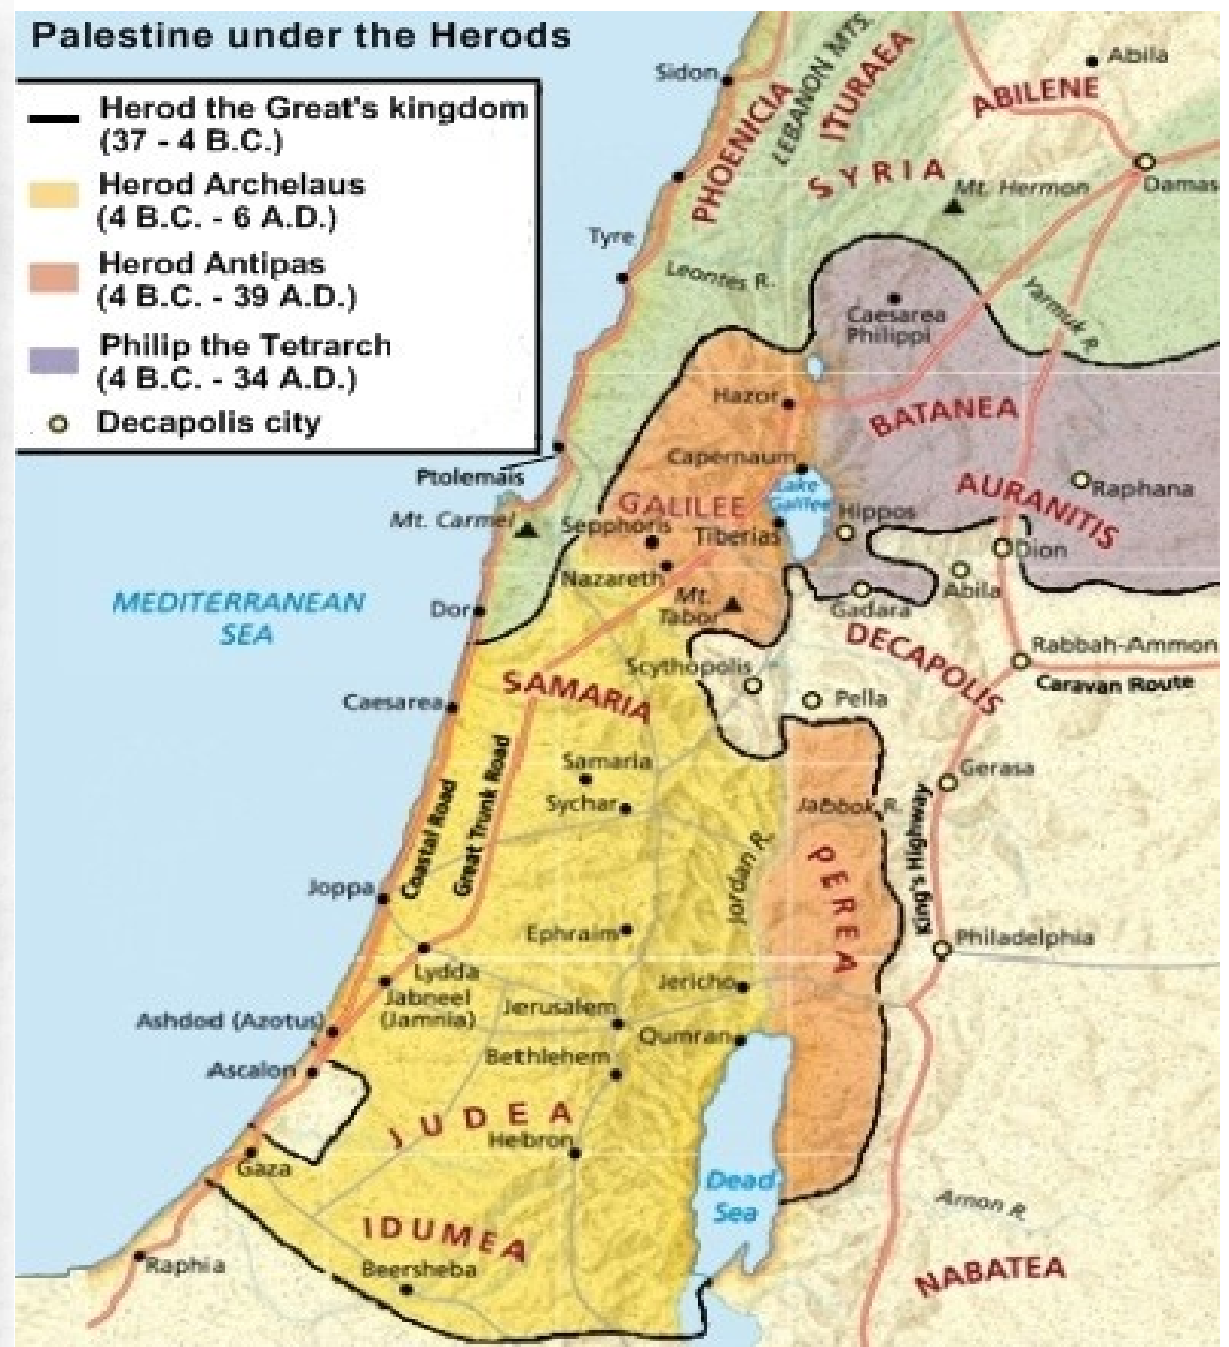 Palestine under the Herods
Herod the Great's kingdom
(37 - 4 B.C.)
Herod Archelaus
(4 B.C. - 6 A.D.)
Herod Antipas
(4 B.C. - 39 A.D.)
Philip the Tetrarch
(4 B.C. - 34 A.D.)
Decapolis city
Sidon
PHOENICIA
LEBANON MTS.
ITURAEA
SYRIA
ABILENE
Abila
Damas
Mt. Hermon
Tyre
Leontes R.
Yarmuk R.
Caesarea
Philippi
Hazor
BATANEA
Capernaum
Ptolemais
Lake
Galilee
AURANITIS
Raphana
GALILEE
Hippos
Mt. Carmel
Sepphoris
Tiberias
Dion
Nazareth
Abila
Mt.
Tabor
Gadara
MEDITERRANEAN
SEA
Dor
DECAPOLIS
Rabbah-Ammon
Scythopolis
Caravan Route
SAMARIA
Pella
Caesarea
Samaria
Gerasa
Sychar
Jabbok R.
Coastal Road
Great Trunk Road
Jordan R.
PEREA
King's Highway
Joppa
Ephraim
Philadelphia
Lydda
Jericho
Jabneel
(Jamnia)
Jerusalem
Ashdod (Azotus)
Qumran
Bethlehem
Ascalon
JUDEA
Hebron
Gaza
Dead
Sea
Arnon R.
IDUMEA
Raphia
Beersheba
NABATEA